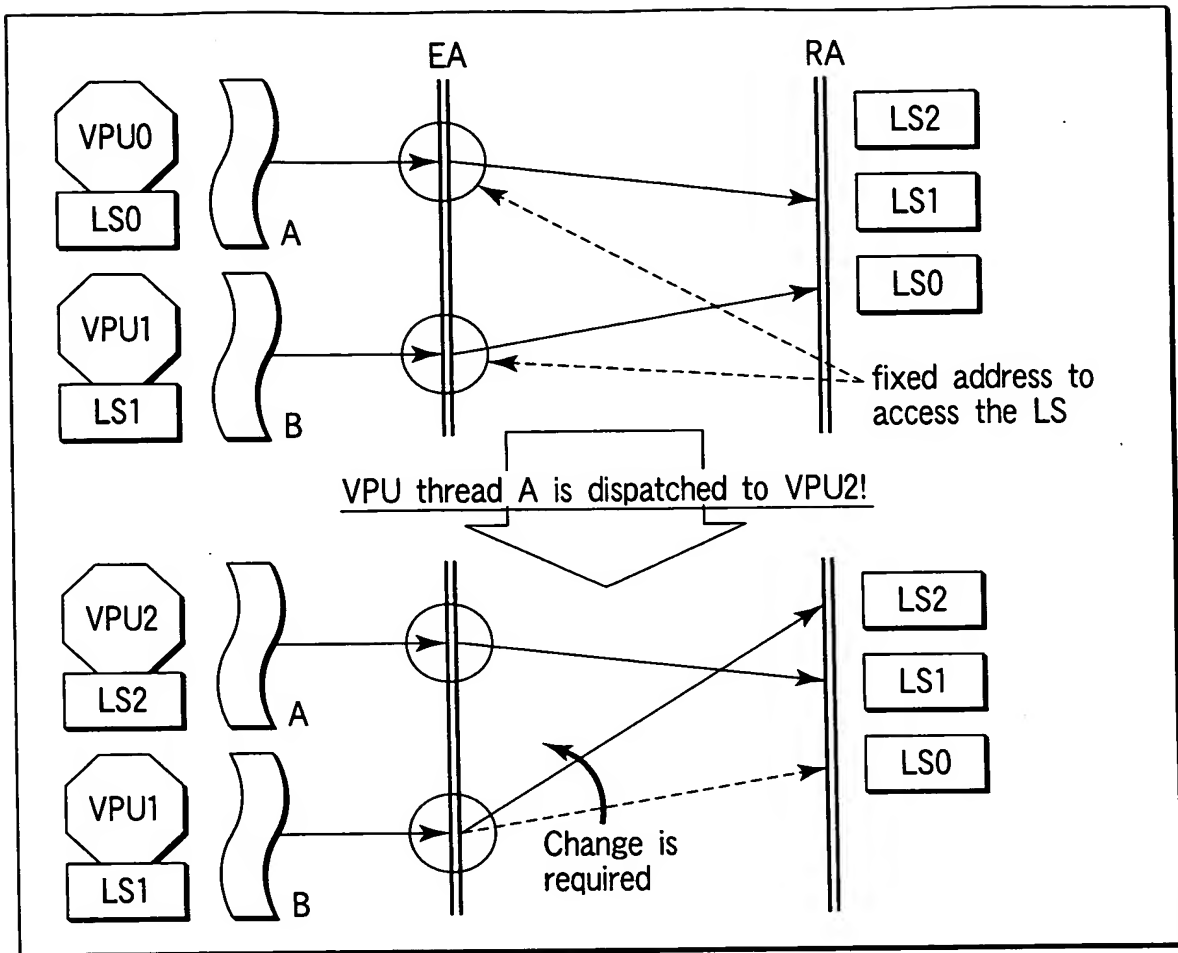 EA
RA
VPU0
LS0
A
LS2
LS1
LS0
VPU1
LS1
B
fixed address to
access the LS
VPU thread A is dispatched to VPU2!
VPU2
LS2
A
LS2
LS1
LS0
VPU1
LS1
B
Change is
required